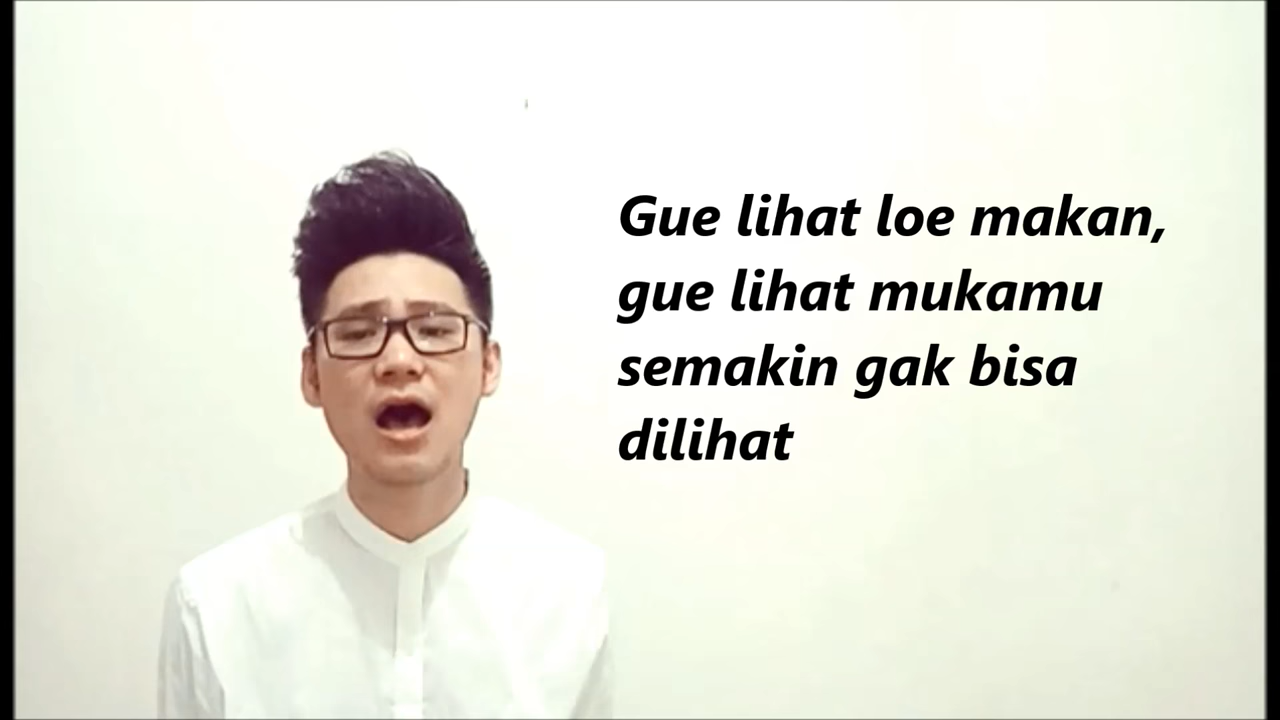 Gue lihat loe makan,
gue lihat mukamu
semakin gak bisa
dilihat